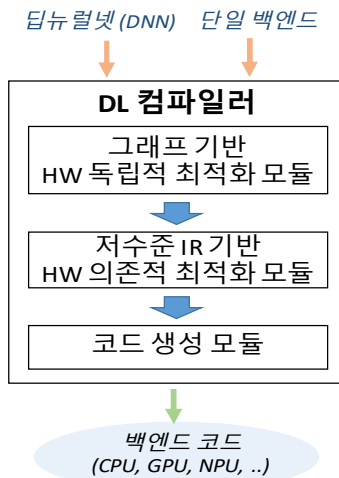 딥뉴럴넷 (DNN) 단일 백엔드
DL 컴파일러
그래프 기반
HW 독립적 최적화 모듈
저수준 IR 기반
HW 의존적 최적화 모듈
코드 생성 모듈
백엔드 코드
(CPU, GPU, NPU, ..)